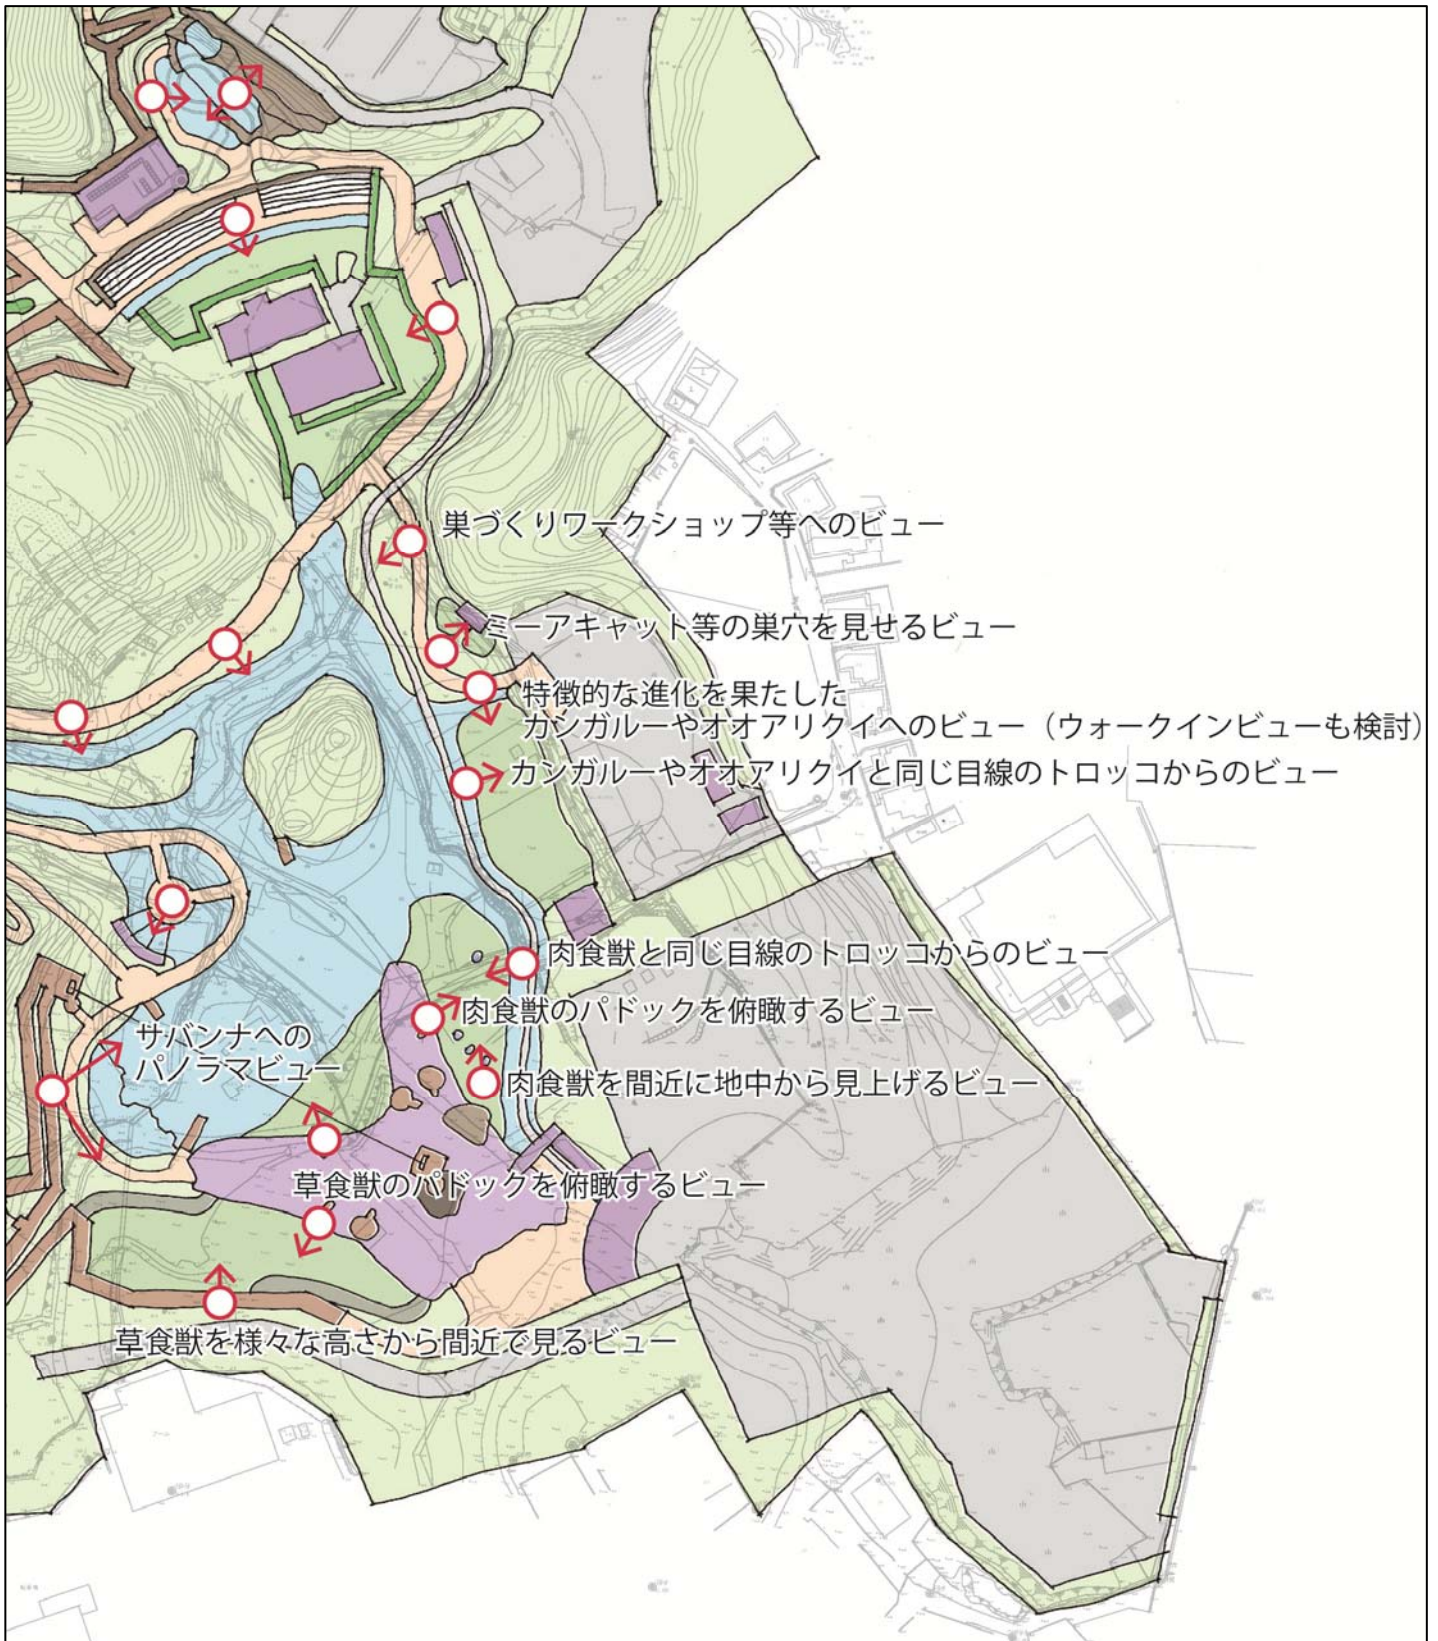 巣づくりワークショップ等へのビュー
ミーアキャット等の巣穴を見せるビュー
特徴的な進化を果たした
カンガルーやオオアリクイへのビュー（ウォークインビューも検討）
カンガルーやオオアリクイと同じ目線のトロッコからのビュー
肉食獣と同じ目線のトロッコからのビュー
肉食獣のパドックを俯瞰するビュー
サバンナへの
パノラマビュー
肉食獣を間近に地中から見上げるビュー
草食獣のパドックを俯瞰するビュー
草食獣を様々な高さから間近で見るビュー